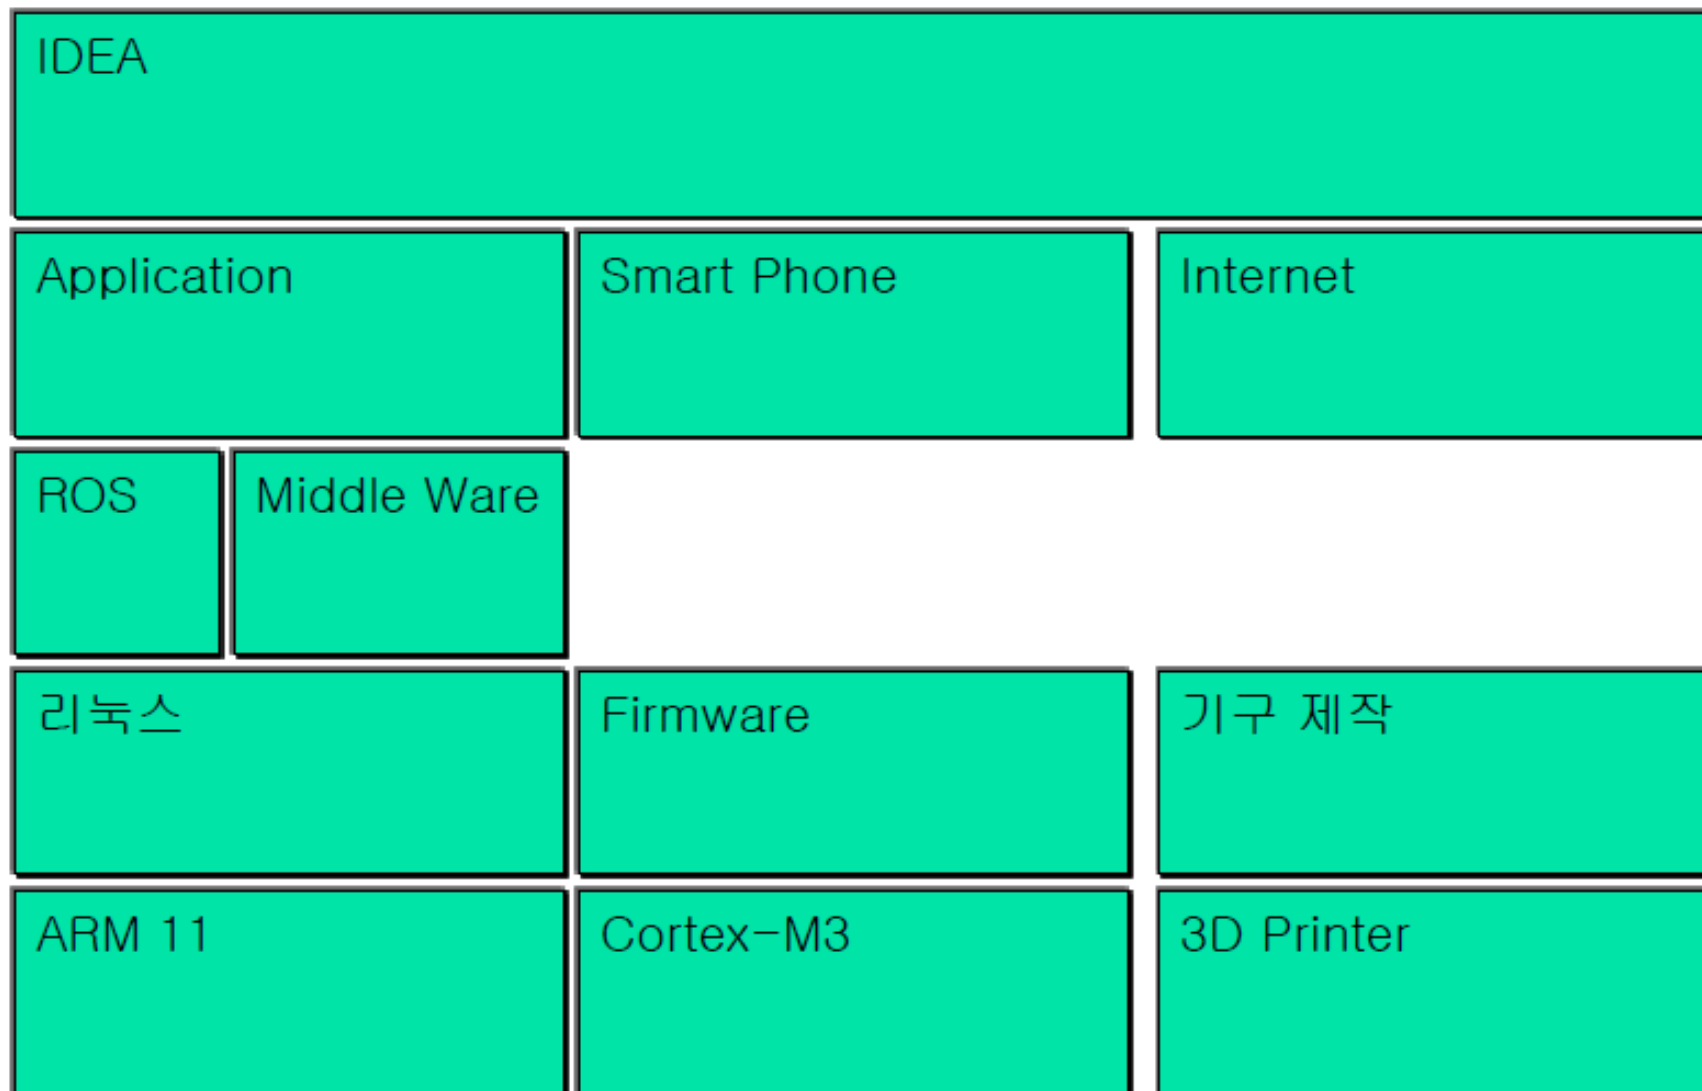 IDEA
Application
Smart Phone
Internet
ROS
Middle Ware
리눅스
Firmware
기구 제작
ARM 11
Cortex-M3
3D Printer